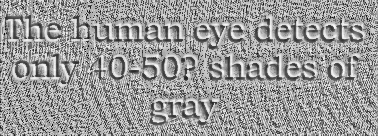 The human eye detects
only 40-50? shades of
gray